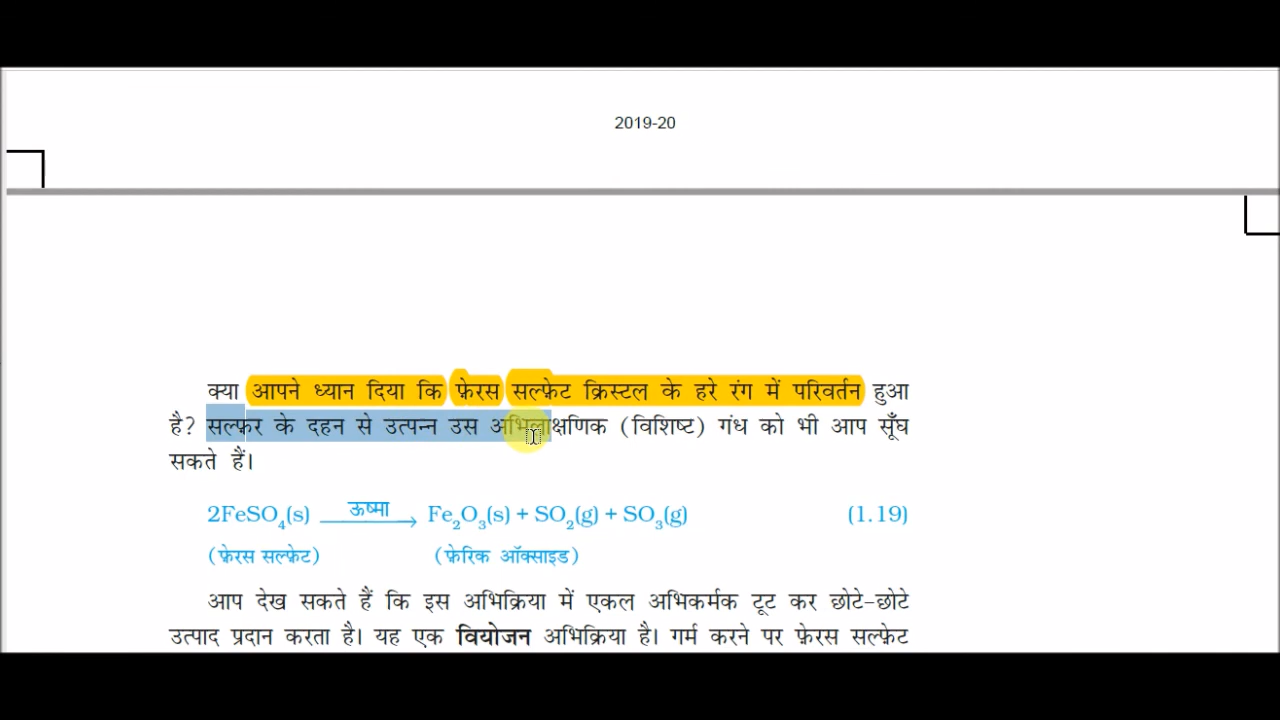 2019-20
क्या आपने ध्यान दिया कि फ़ेरस सल्फ़ेट क्रिस्टल के हरे रंग में परिवर्तन हुआ
है? सल्फर के दहन से उत्पन्न उस अभिलाक्षणिक (विशिष्ट) गंध को भी आप सूँघ
सकते हैं।
2FeSO₄(s) ऊष्मा → Fe₂O₃(s) + SO₂(g) + SO₃(g) (1.19)
(फ़ेरस सल्फ़ेट) (फ़ेरिक ऑक्साइड)
आप देख सकते हैं कि इस अभिक्रिया में एकल अभिकर्मक टूट कर छोटे-छोटे
उत्पाद प्रदान करता है। यह एक वियोजन अभिक्रिया है। गर्म करने पर फ़ेरस सल्फ़ेट